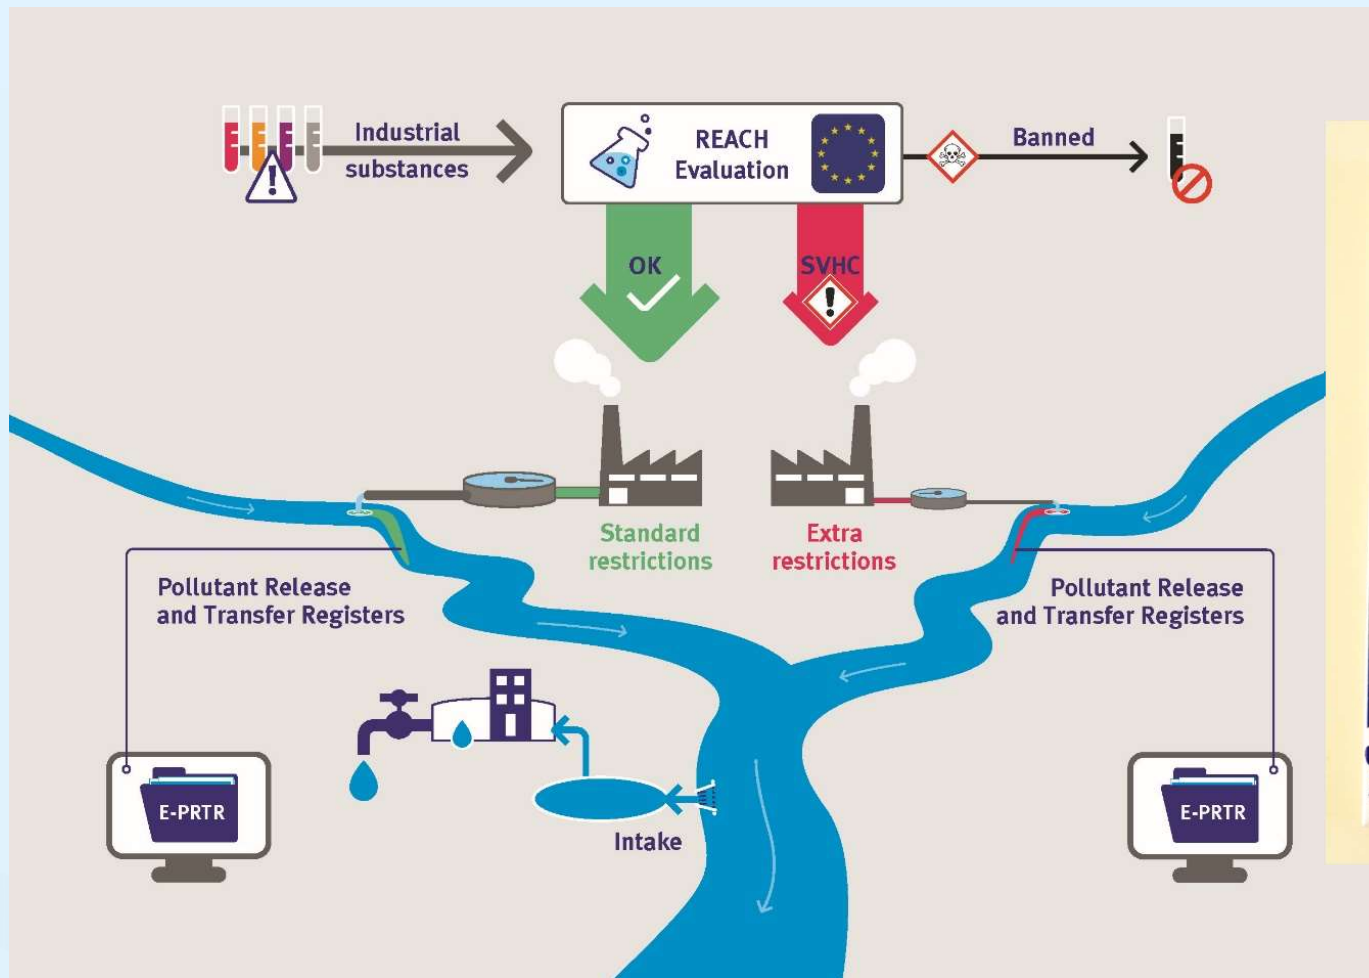 Industrial
substances
REACH
Evaluation
Banned
OK
SVHC
Standard
restrictions
Extra
restrictions
Pollutant Release
and Transfer Registers
Pollutant Release
and Transfer Registers
E-PRTR
Intake
E-PRTR